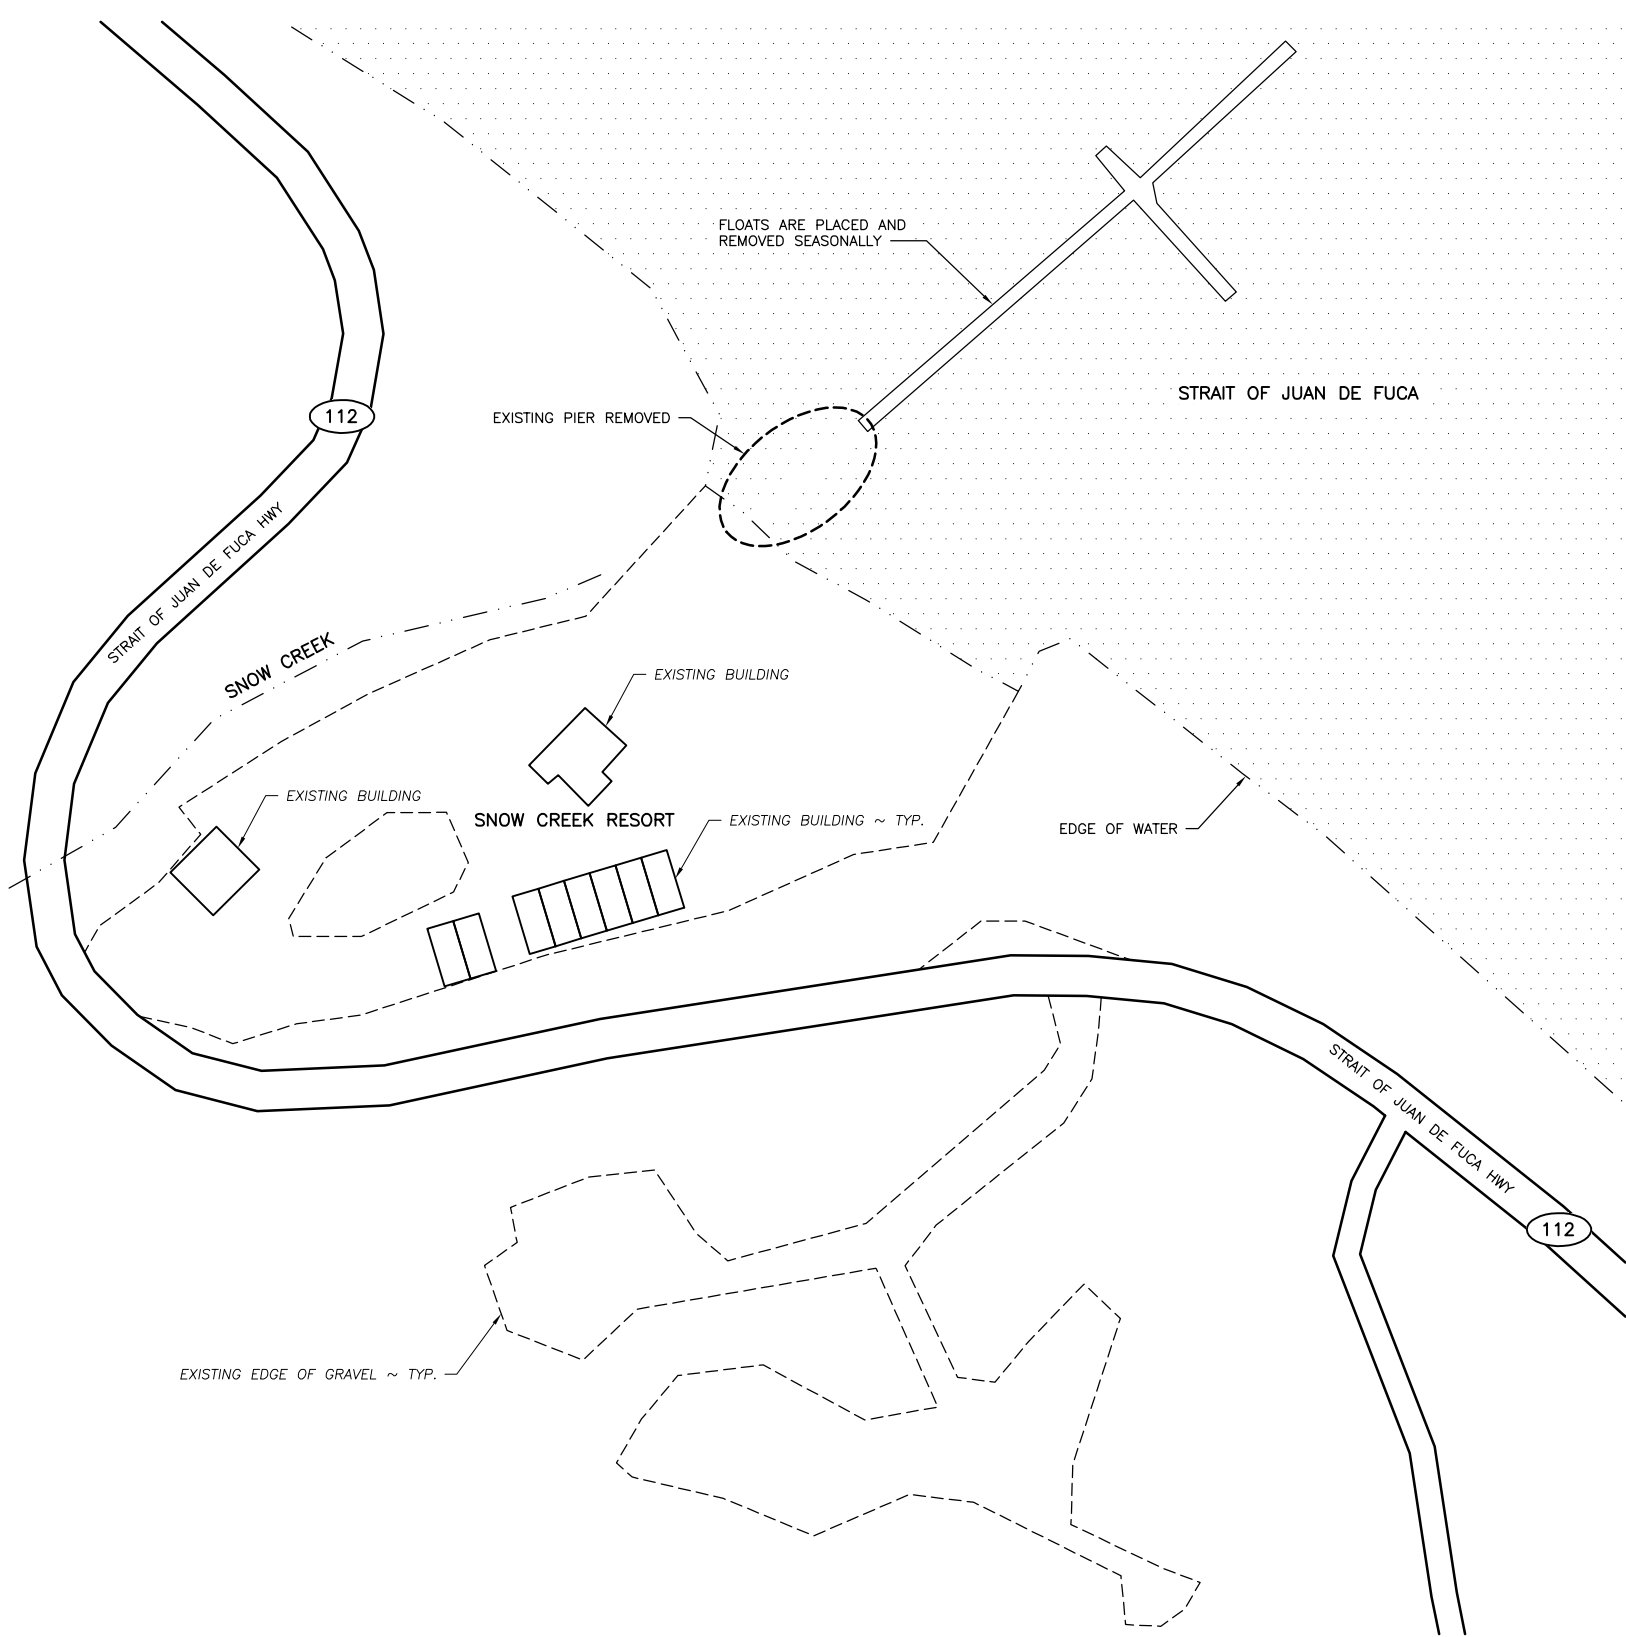 FLOATS ARE PLACED AND
REMOVED SEASONALLY
STRAIT OF JUAN DE FUCA
EXISTING PIER REMOVED
112
STRAIT OF JUAN DE FUCA HWY
SNOW CREEK
EXISTING BUILDING
EXISTING BUILDING
SNOW CREEK RESORT
EXISTING BUILDING ~ TYP.
EDGE OF WATER
STRAIT OF JUAN DE FUCA HWY
112
EXISTING EDGE OF GRAVEL ~ TYP.